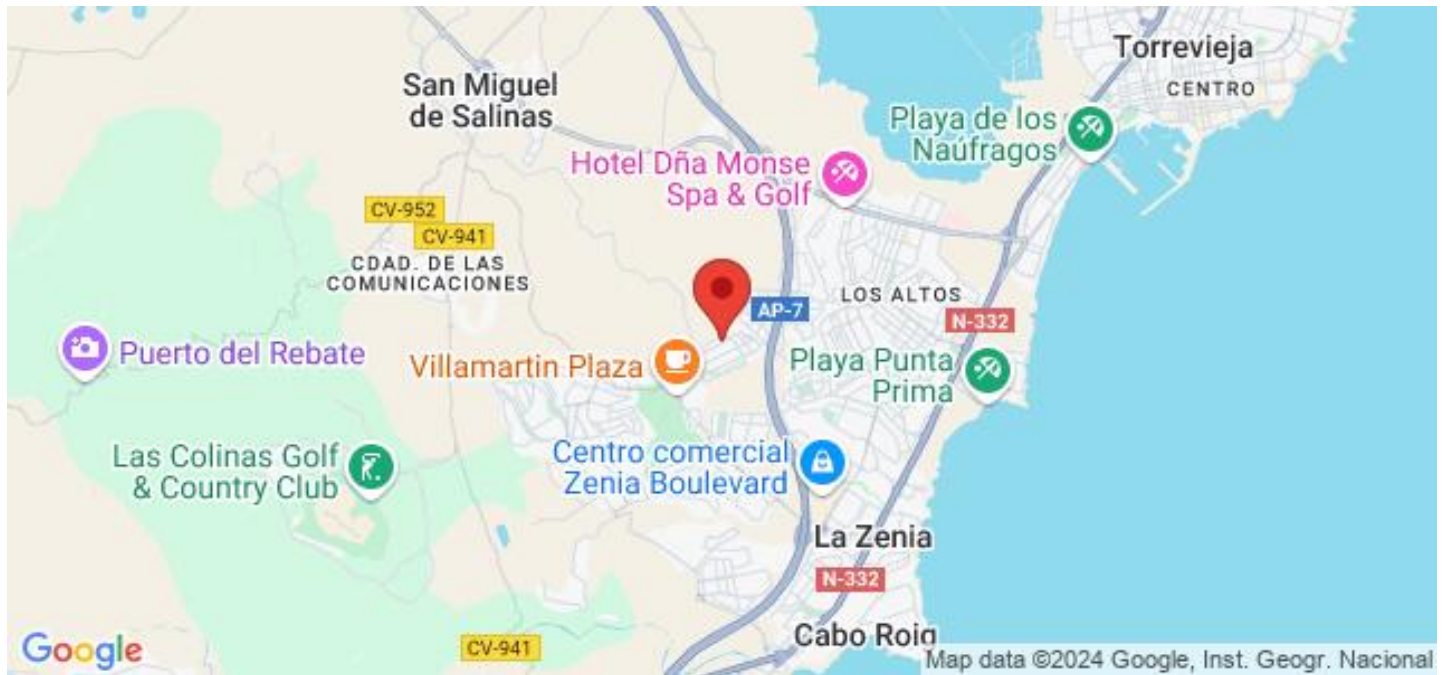 Torrevieja
CENTRO
San Miguel
de Salinas
Playa de los
Naúfragos
Hotel Dña Monse
Spa & Golf
CV-952
CV-941
CDAD. DE LAS
COMUNICACIONES
LOS ALTOS
AP-7
N-332
Puerto del Rebate
Villamartin Plaza
Playa Punta
Prima
Las Colinas Golf
& Country Club
Centro comercial
Zenia Boulevard
La Zenia
N-332
Cabo Roig
CV-941
Google
Map data ©2024 Google, Inst. Geogr. Nacional